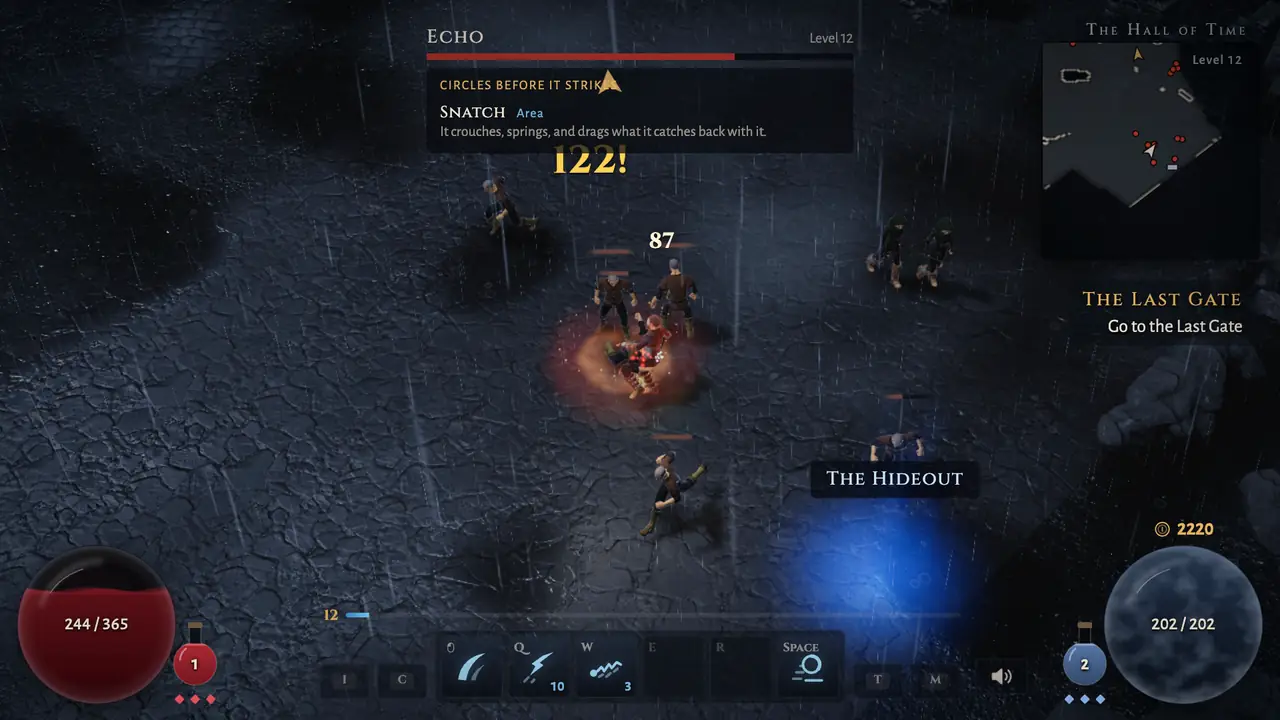 ECHO
Level 12
CIRCLES BEFORE IT STRIK
SNATCH Area
It crouches, springs, and drags what it catches back with it.
122!
87
THE HALL OF TIME
Level 12
THE LAST GATE
Go to the Last Gate
THE HIDEOUT
2220
244 / 365
1
12
Q
10
W
3
E
R
SPACE
I
C
T
M
2
202 / 202